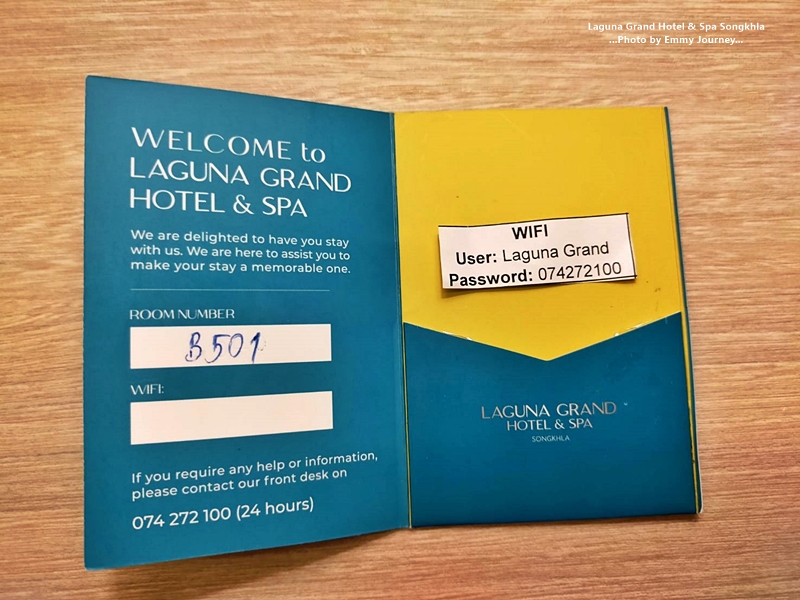 Laguna Grand Hotel & Spa Songkhla
...Photo by Emmy Journey...
WELCOME to
LAGUNA GRAND
HOTEL & SPA
We are delighted to have you stay
with us. We are here to assist you to
make your stay a memorable one.
ROOM NUMBER
B501
WIFI:
If you require any help or information,
please contact our front desk on
074 272 100 (24 hours)
WIFI
User: Laguna Grand
Password: 074272100
LAGUNA GRAND
HOTEL & SPA
SONGKHLA